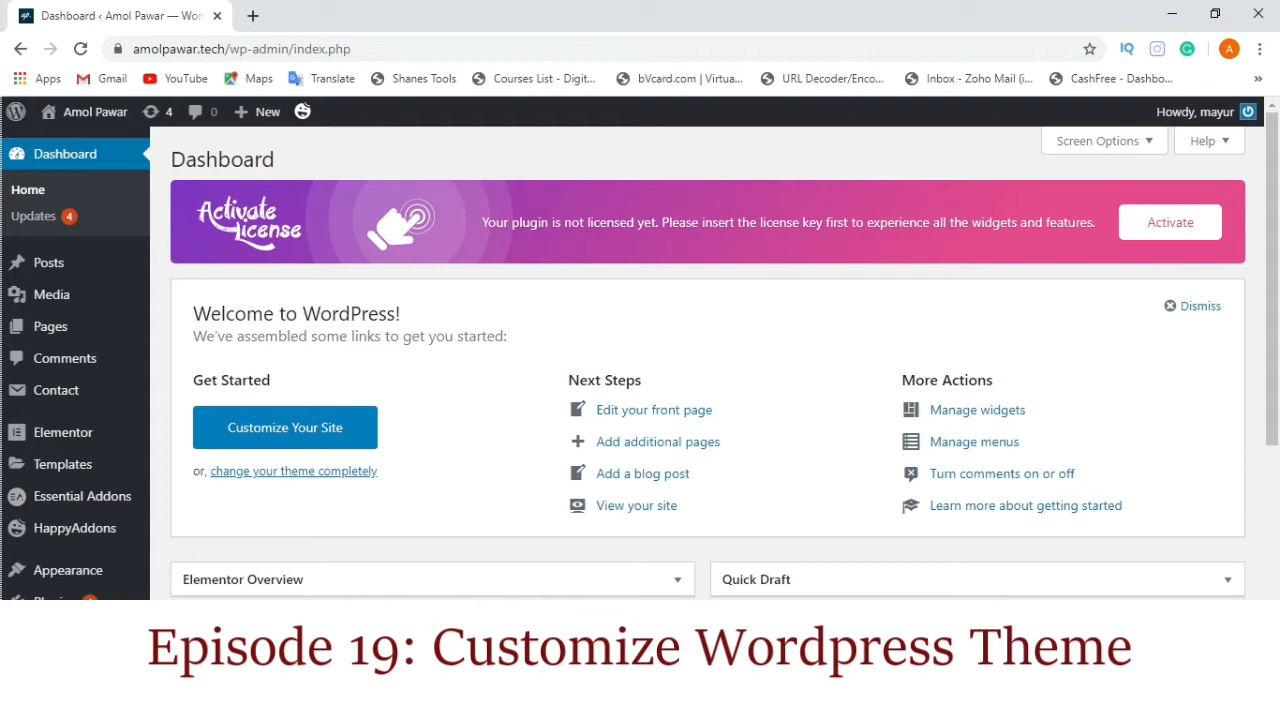 Dashboard ‹ Amol Pawar — Wor
amolpawar.tech/wp-admin/index.php
IQ
A
Apps
Gmail
YouTube
Maps
Translate
Shanes Tools
Courses List - Digit...
bVcard.com | Virtua...
URL Decoder/Enco...
Inbox - Zoho Mail (i...
CashFree - Dashbo...
»
Amol Pawar
4
0
New
Howdy, mayur
Dashboard
Home
Updates 4
Posts
Media
Pages
Comments
Contact
Elementor
Templates
Essential Addons
HappyAddons
Appearance
Screen Options
Help
Dashboard
Activate
License
Your plugin is not licensed yet. Please insert the license key first to experience all the widgets and features.
Activate
Welcome to WordPress!
We've assembled some links to get you started:
Dismiss
Get Started
Customize Your Site
or, change your theme completely
Next Steps
Edit your front page
Add additional pages
Add a blog post
View your site
More Actions
Manage widgets
Manage menus
Turn comments on or off
Learn more about getting started
Elementor Overview
Quick Draft
Episode 19: Customize Wordpress Theme